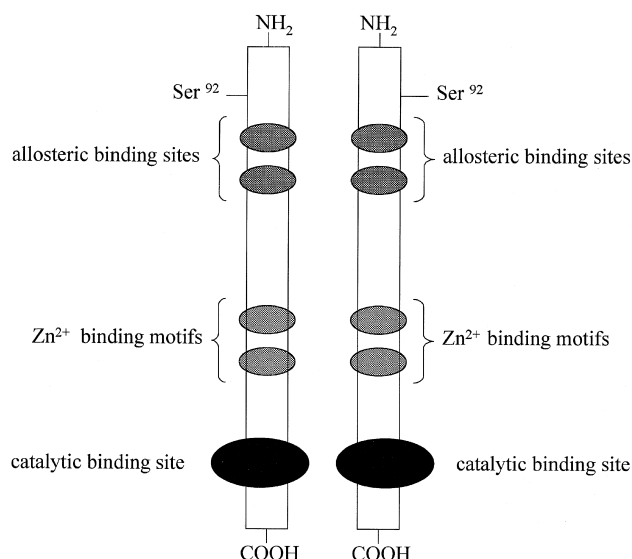 NH₂ NH₂
Ser ⁹² Ser ⁹²
allosteric binding sites allosteric binding sites
Zn²⁺ binding motifs Zn²⁺ binding motifs
catalytic binding site catalytic binding site
COOH COOH